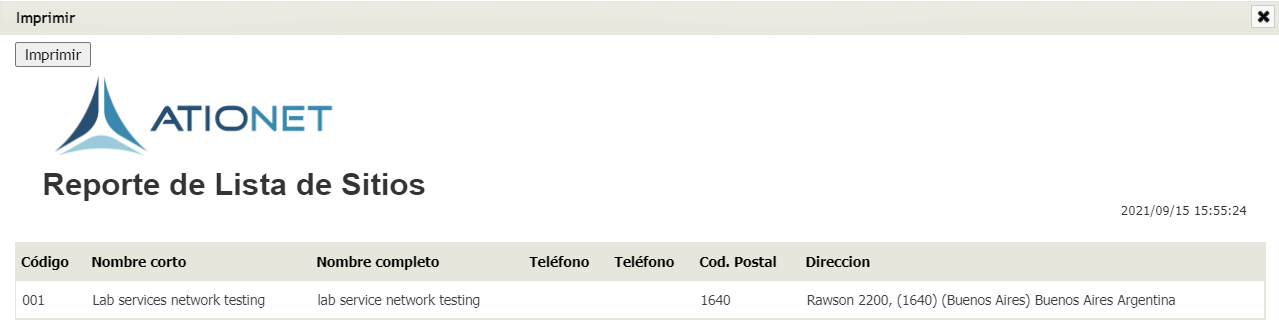 Imprimir
Imprimir
ATIONET
Reporte de Lista de Sitios
2021/09/15 15:55:24
Código Nombre corto Nombre completo Teléfono Teléfono Cod. Postal Direccion
001 Lab services network testing lab service network testing 1640 Rawson 2200, (1640) (Buenos Aires) Buenos Aires Argentina